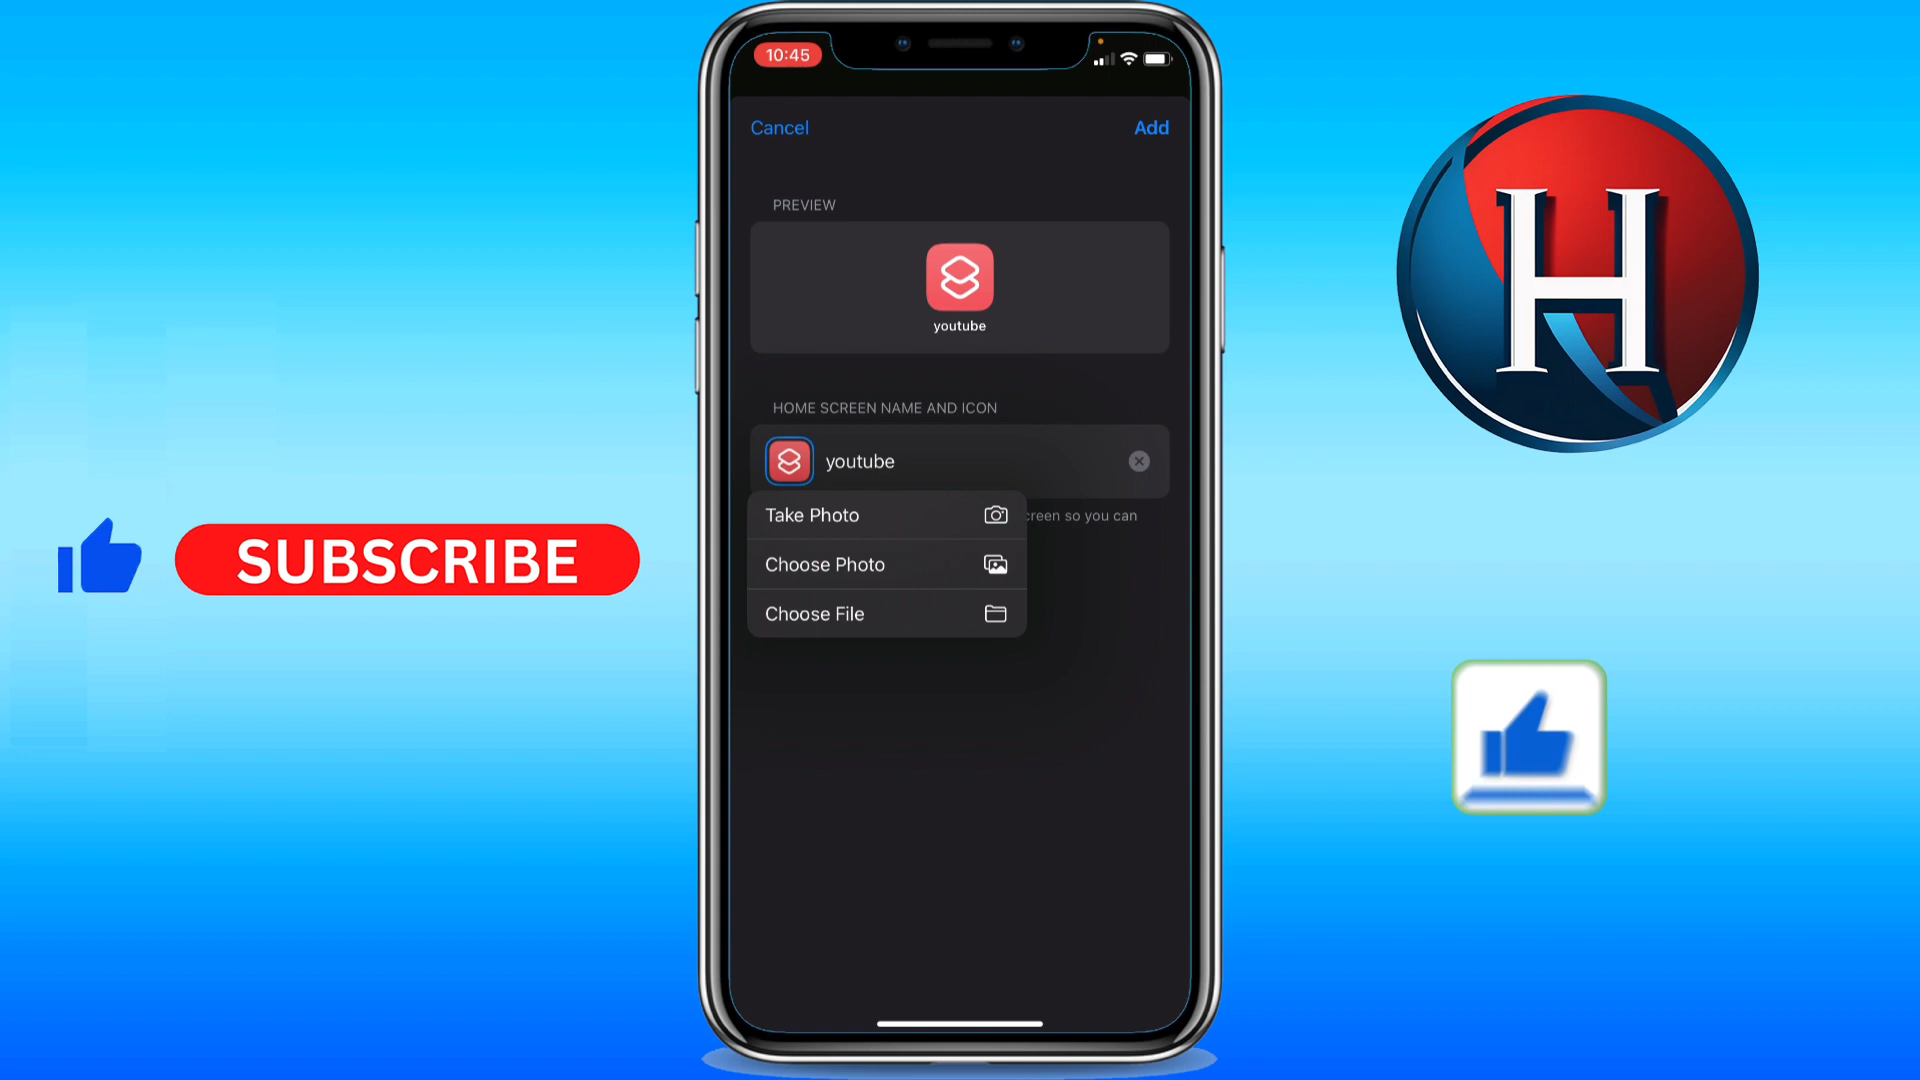 10:45
Cancel
Add
PREVIEW
youtube
HOME SCREEN NAME AND ICON
youtube
Take Photo
creen so you can
Choose Photo
Choose File
SUBSCRIBE
H